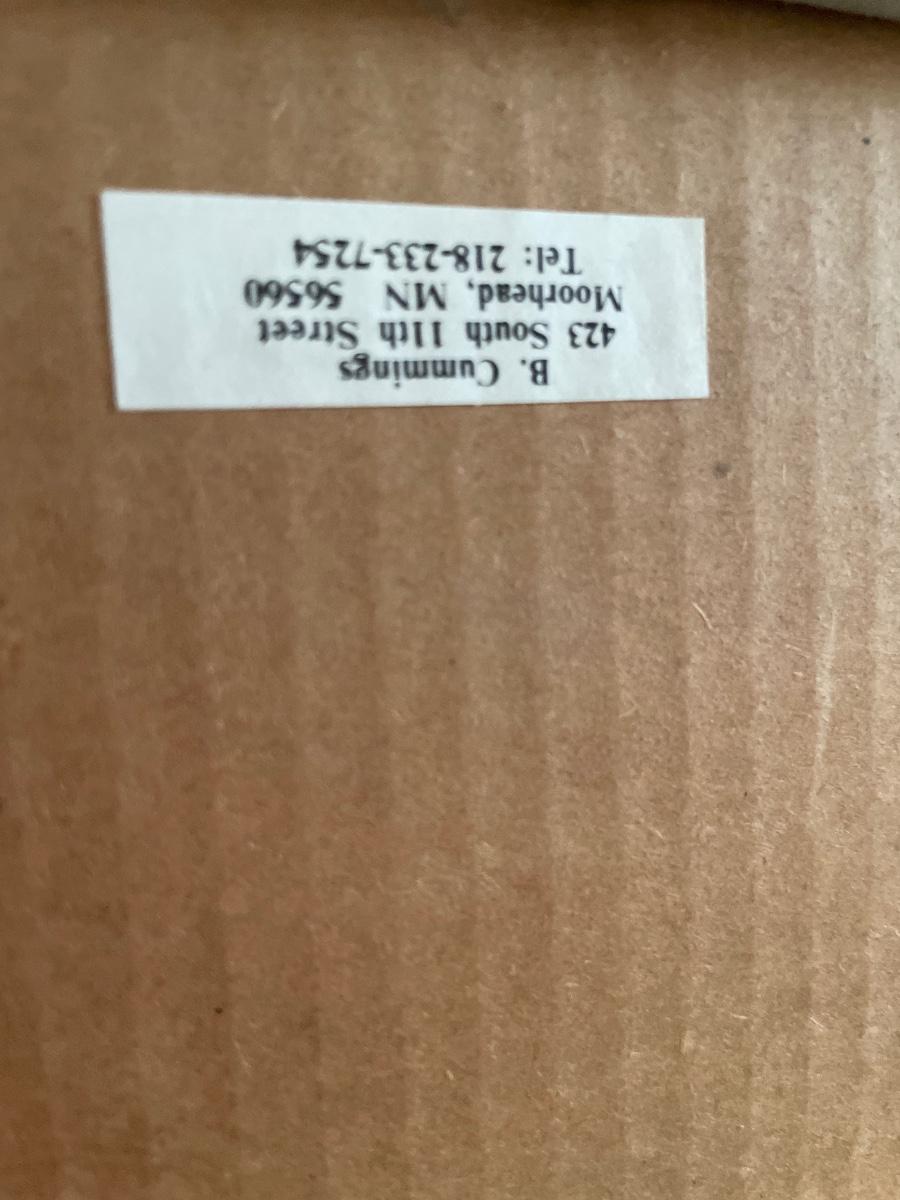 B. Cummings
423 South 11th Street
Moorhead, MN 56560
Tel: 218-233-7254